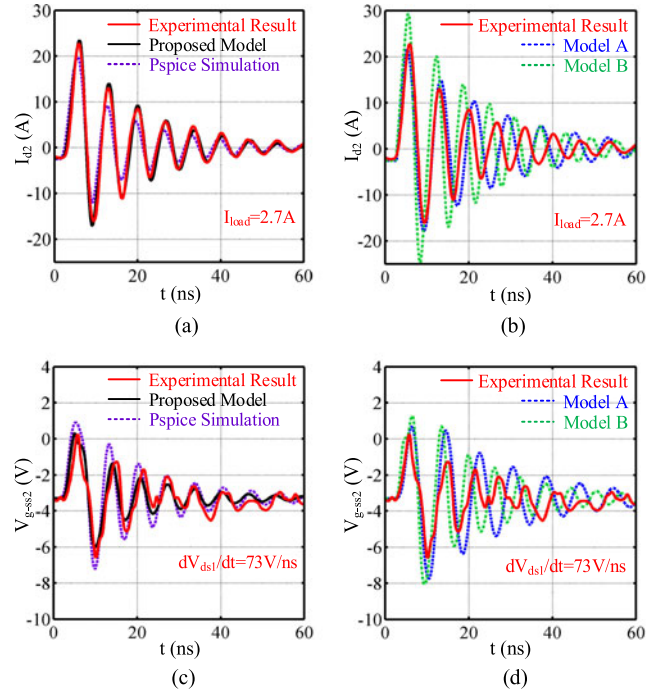 30
20
10
0
-10
-20
I_d2 (A)
Experimental Result
Proposed Model
Pspice Simulation
I_load=2.7A
0 20 40 60
t (ns)
(a)
30
20
10
0
-10
-20
I_d2 (A)
Experimental Result
Model A
Model B
I_load=2.7A
0 20 40 60
t (ns)
(b)
4
2
0
-2
-4
-6
-8
-10
V_g-ss2 (V)
Experimental Result
Proposed Model
Pspice Simulation
dV_ds1/dt=73V/ns
0 20 40 60
t (ns)
(c)
4
2
0
-2
-4
-6
-8
-10
V_g-ss2 (V)
Experimental Result
Model A
Model B
dV_ds1/dt=73V/ns
0 20 40 60
t (ns)
(d)